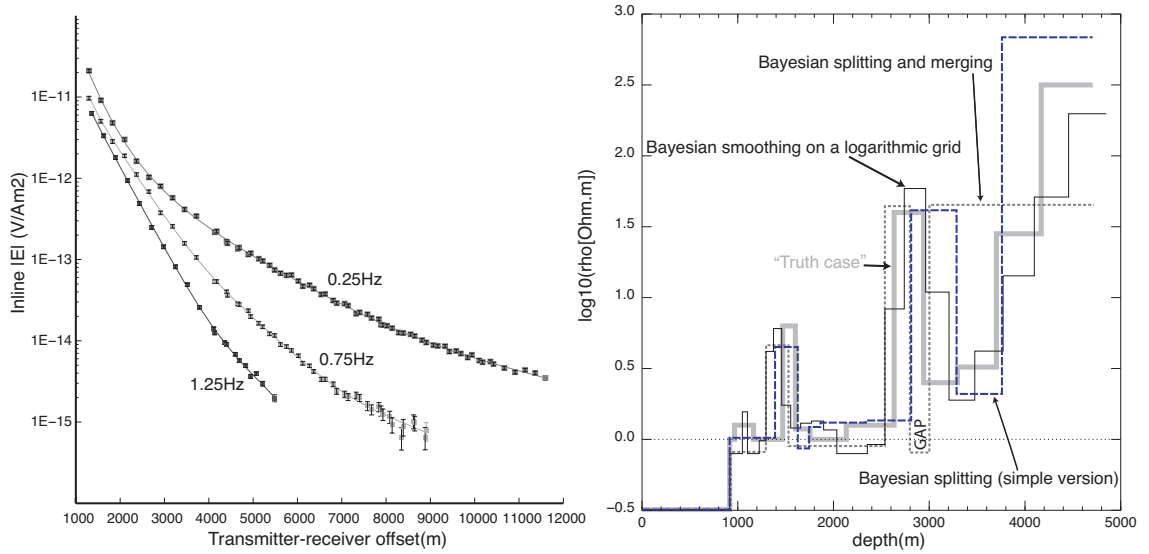 1E−11
1E−12
1E−13
1E−14
1E−15
Inline |E| (V/Am2)
0.25Hz
0.75Hz
1.25Hz
1000 2000 3000 4000 5000 6000 7000 8000 9000 10000 11000 12000
Transmitter-receiver offset(m)
3.0
2.5
2.0
1.5
1.0
0.5
0.0
−0.5
log10(rho[Ohm.m])
Bayesian splitting and merging
Bayesian smoothing on a logarithmic grid
“Truth case”
GAP
Bayesian splitting (simple version)
0 1000 2000 3000 4000 5000
depth(m)